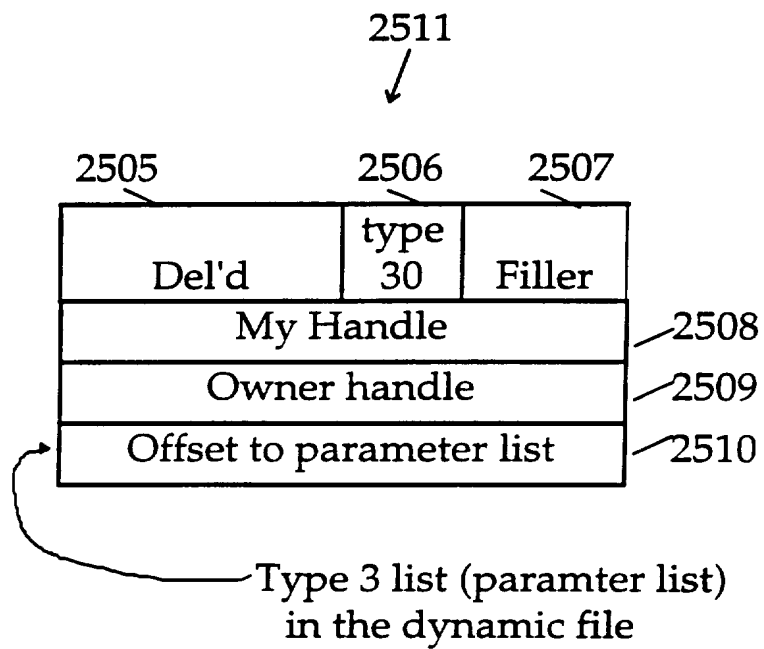 2511
2505 2506 2507
type
Del'd 30 Filler
My Handle 2508
Owner handle 2509
Offset to parameter list 2510
Type 3 list (paramter list)
in the dynamic file